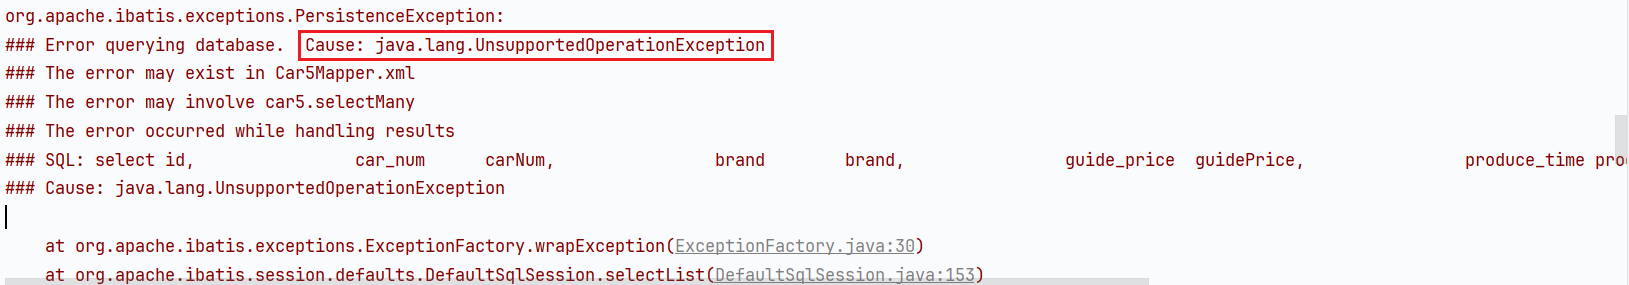 org.apache.ibatis.exceptions.PersistenceException:
### Error querying database.  Cause: java.lang.UnsupportedOperationException
### The error may exist in Car5Mapper.xml
### The error may involve car5.selectMany
### The error occurred while handling results
### SQL: select id,                car_num      carNum,                brand        brand,                guide_price  guidePrice,                produce_time
### Cause: java.lang.UnsupportedOperationException
at org.apache.ibatis.exceptions.ExceptionFactory.wrapException(ExceptionFactory.java:30)
at org.apache.ibatis.session.defaults.DefaultSqlSession.selectList(DefaultSqlSession.java:153)